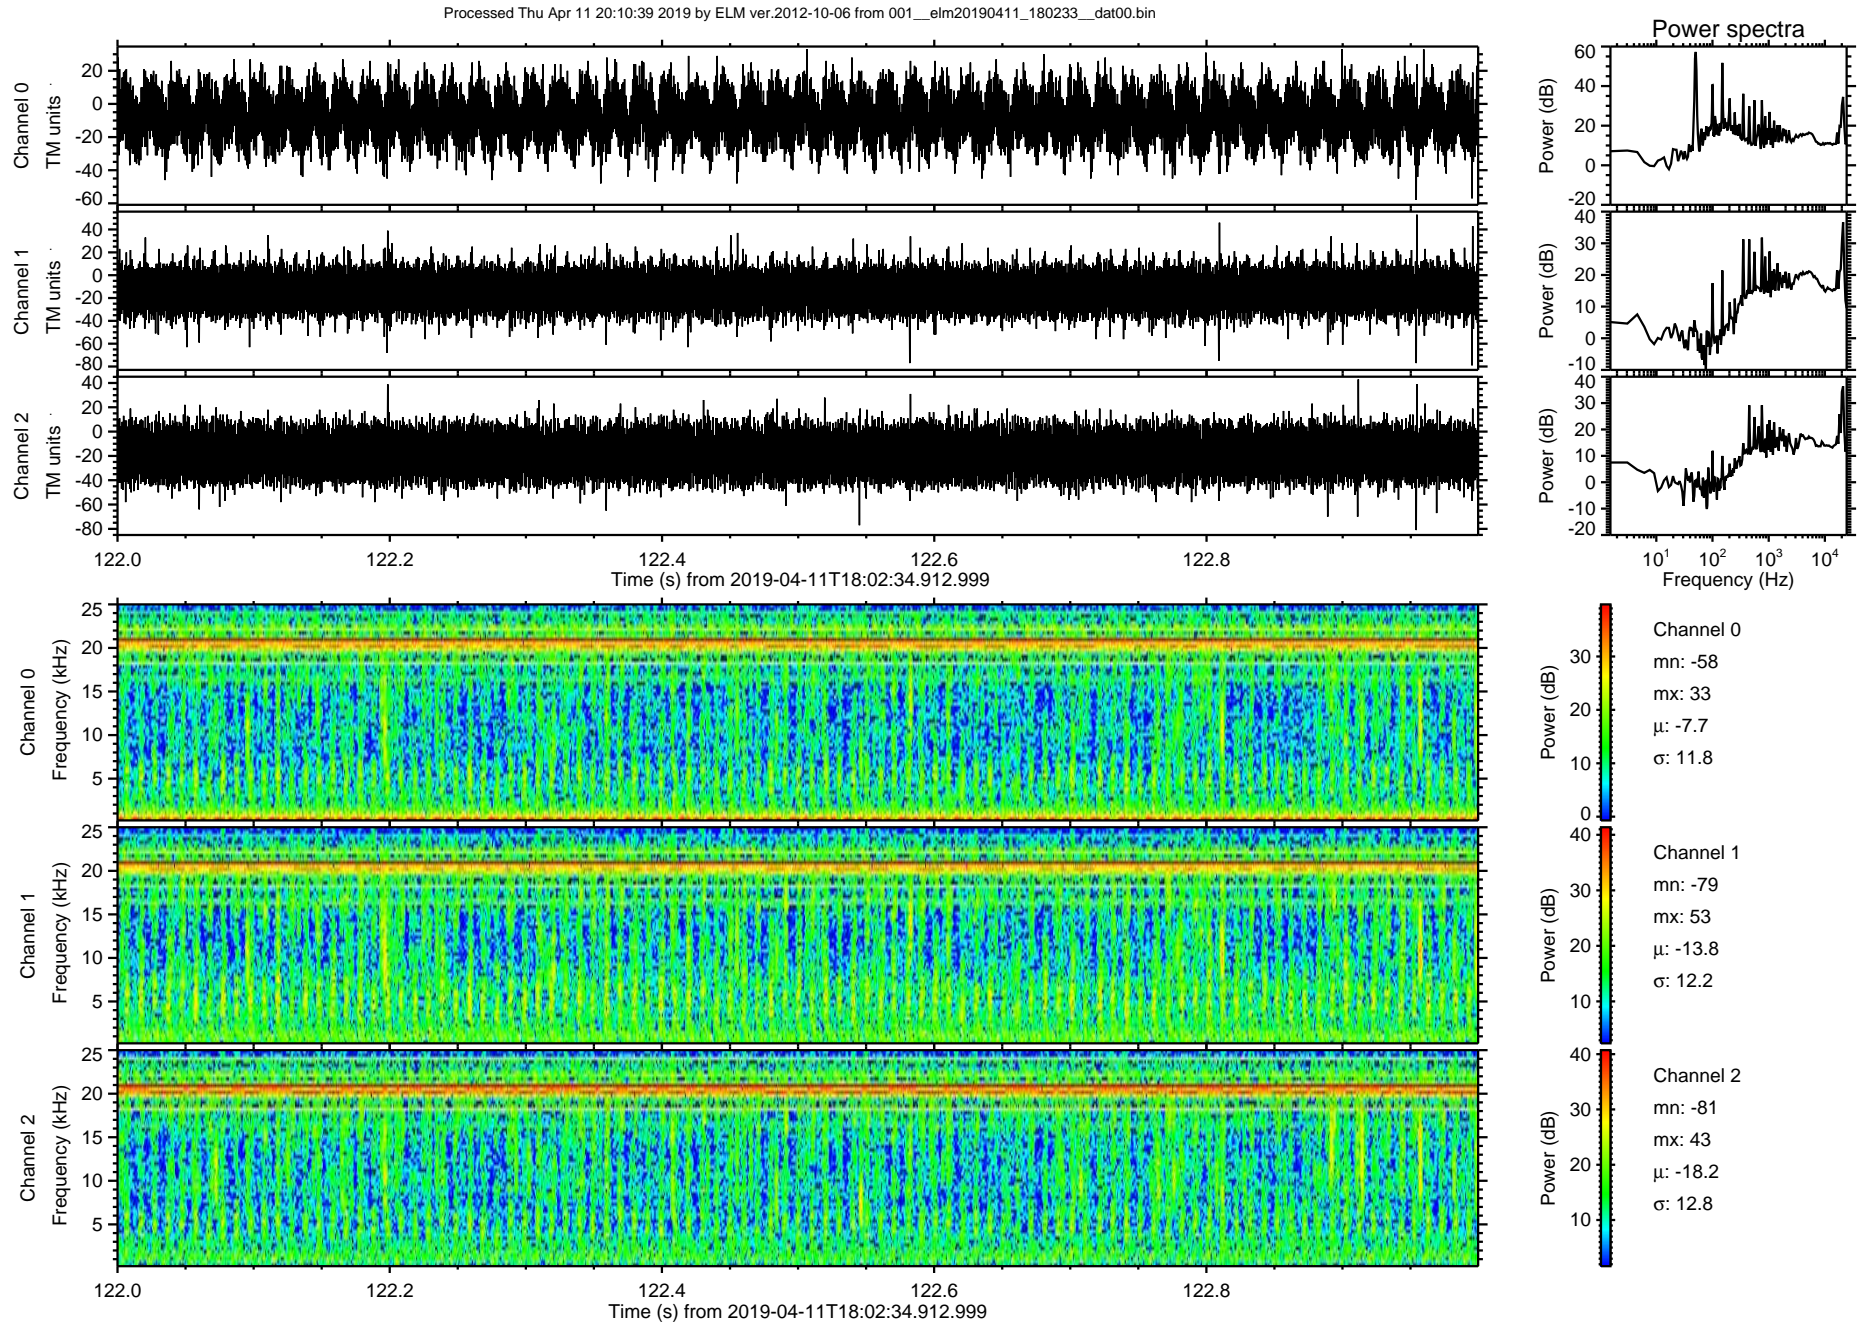 Processed Thu Apr 11 20:10:39 2019 by ELM ver.2012-10-06 from 001__elm20190411_180233__dat00.bin
Power spectra
Channel 0
TM units
20
0
-20
-40
-60
Power (dB)
60
40
20
0
-20
Channel 1
TM units
40
20
0
-20
-40
-60
-80
Power (dB)
40
30
20
10
0
-10
Channel 2
TM units
40
20
0
-20
-40
-60
-80
Power (dB)
40
30
20
10
0
-10
-20
122.0 122.2 122.4 122.6 122.8
Time (s) from 2019-04-11T18:02:34.912.999
10^1 10^2 10^3 10^4
Frequency (Hz)
Channel 0
Frequency (kHz)
25
20
15
10
5
Power (dB)
30
20
10
0
Channel 0
mn: -58
mx: 33
μ: -7.7
σ: 11.8
Channel 1
Frequency (kHz)
25
20
15
10
5
Power (dB)
40
30
20
10
Channel 1
mn: -79
mx: 53
μ: -13.8
σ: 12.2
Channel 2
Frequency (kHz)
25
20
15
10
5
Power (dB)
40
30
20
10
Channel 2
mn: -81
mx: 43
μ: -18.2
σ: 12.8
122.0 122.2 122.4 122.6 122.8
Time (s) from 2019-04-11T18:02:34.912.999